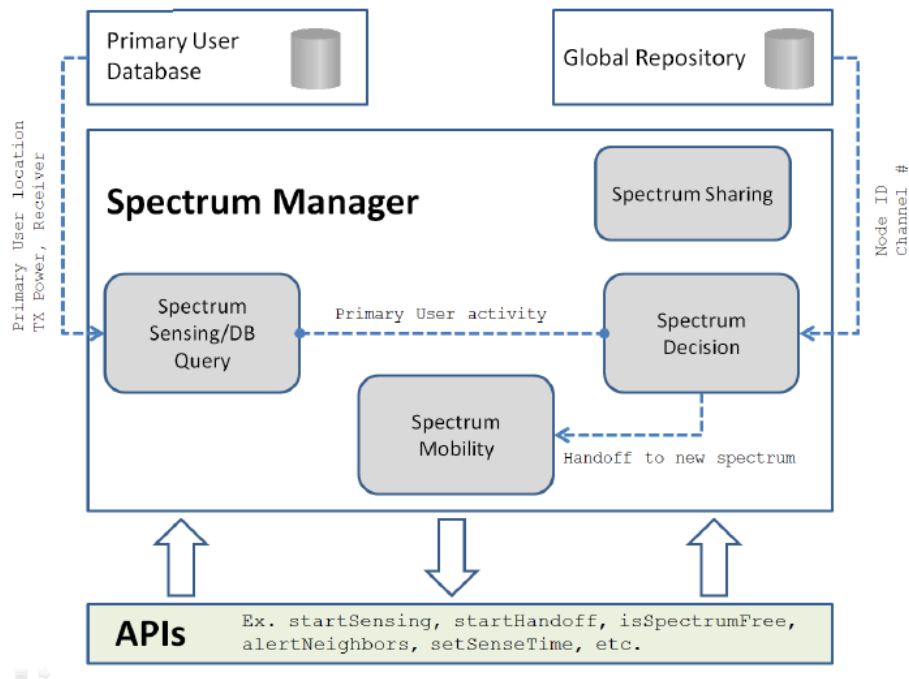 Primary User
Database
Global Repository
Primary User location
TX Power, Receiver
Node ID
Channel #
Spectrum Manager
Spectrum Sharing
Spectrum
Sensing/DB
Query
Primary User activity
Spectrum
Decision
Spectrum
Mobility
Handoff to new spectrum
APIs
Ex. startSensing, startHandoff, isSpectrumFree,
alertNeighbors, setSenseTime, etc.